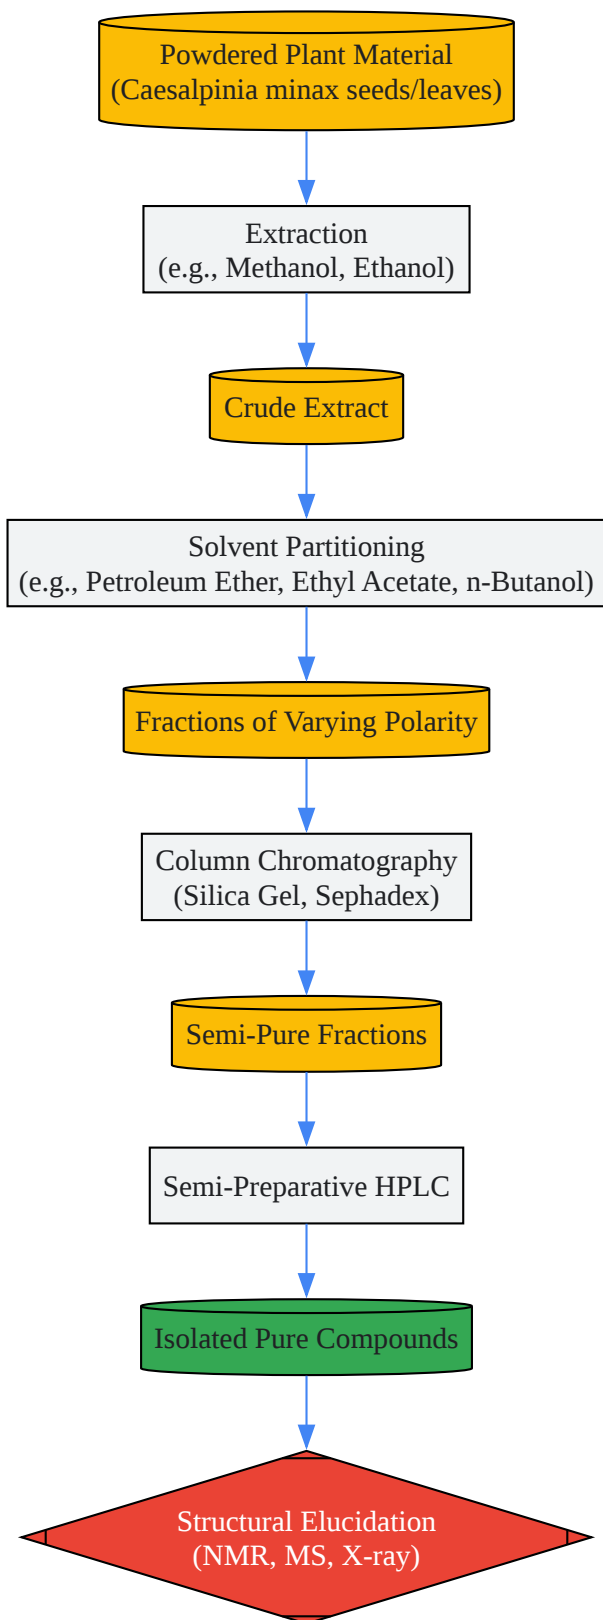 Powdered Plant Material
(Caesalpinia minax seeds/leaves)
Extraction
(e.g., Methanol, Ethanol)
Crude Extract
Solvent Partitioning
(e.g., Petroleum Ether, Ethyl Acetate, n-Butanol)
Fractions of Varying Polarity
Column Chromatography
(Silica Gel, Sephadex)
Semi-Pure Fractions
Semi-Preparative HPLC
Isolated Pure Compounds
Structural Elucidation
(NMR, MS, X-ray)